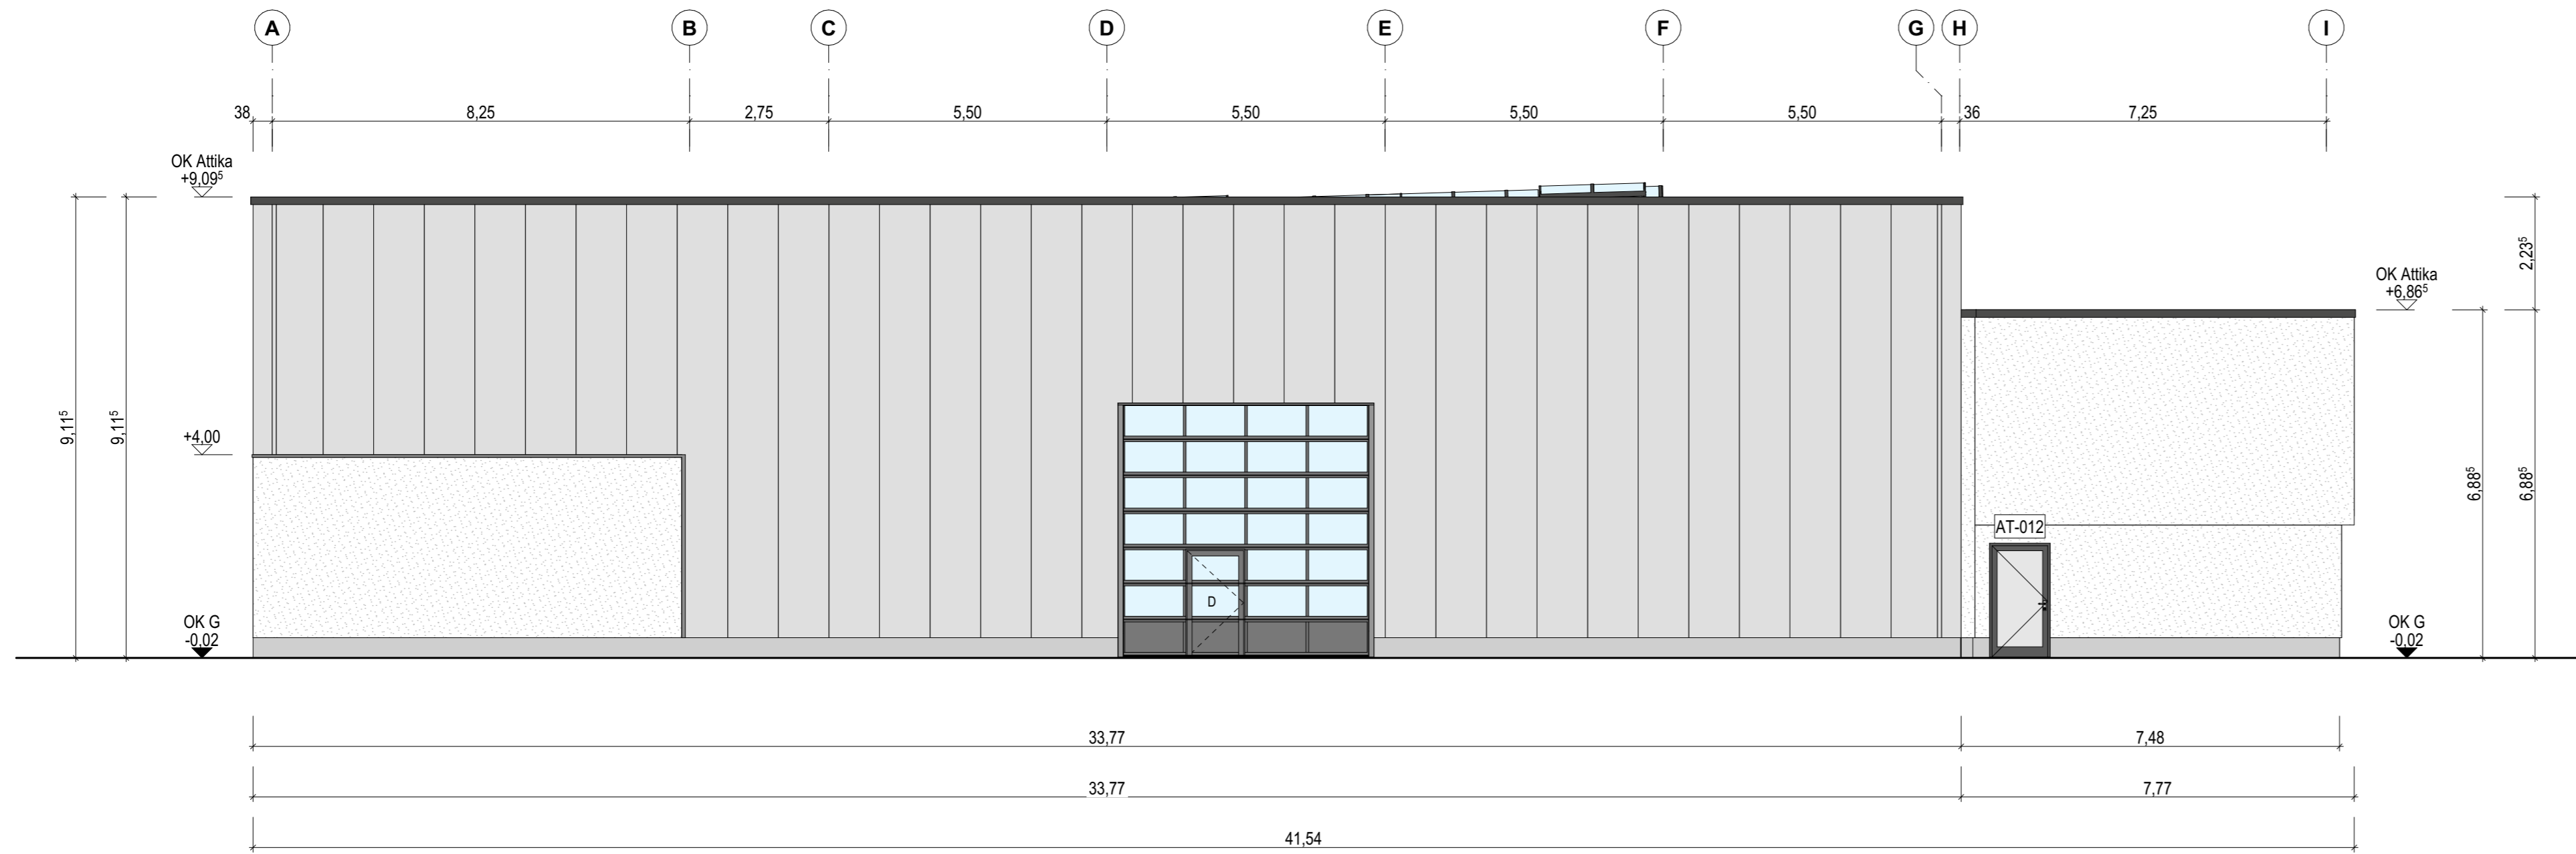 A B C D E F G H I
38 8,25 2,75 5,50 5,50 5,50 5,50 36 7,25
OK Attika
+9,09⁵
2,23⁵
OK Attika
+6,86⁵
9,11⁵ 9,11⁵
+4,00
6,88⁵ 6,88⁵
AT-012
D
OK G
-0,02
OK G
-0,02
33,77 7,48
33,77 7,77
41,54